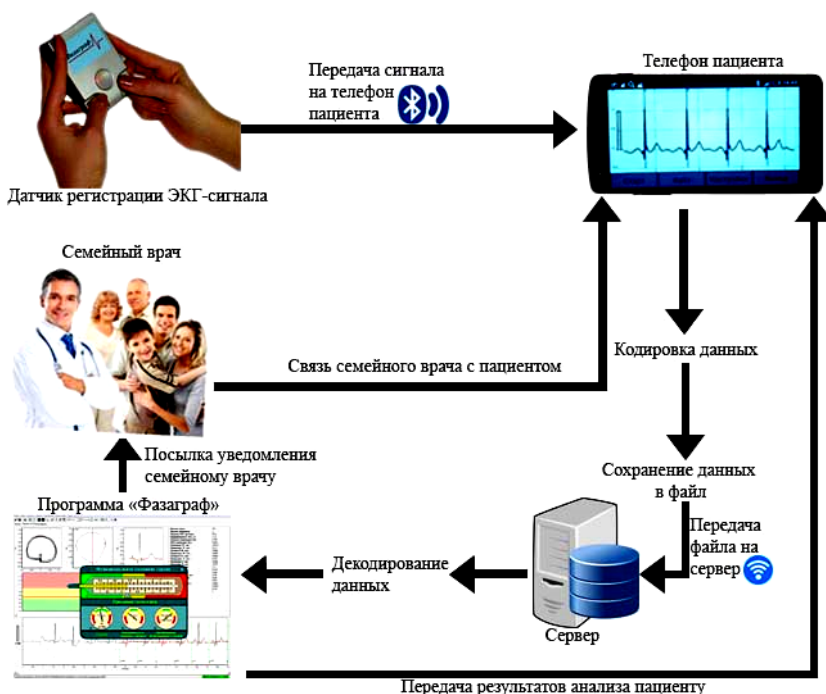 Передача сигнала
на телефон
пациента
Телефон пациента
Датчик регистрации ЭКГ-сигнала
Семейный врач
Связь семейного врача с пациентом
Кодировка данных
Посылка уведомления
семейному врачу
Сохранение данных
в файл
Программа «Фазаграф»
Передача
файла на
сервер
Декодирование
данных
Сервер
Передача результатов анализа пациенту